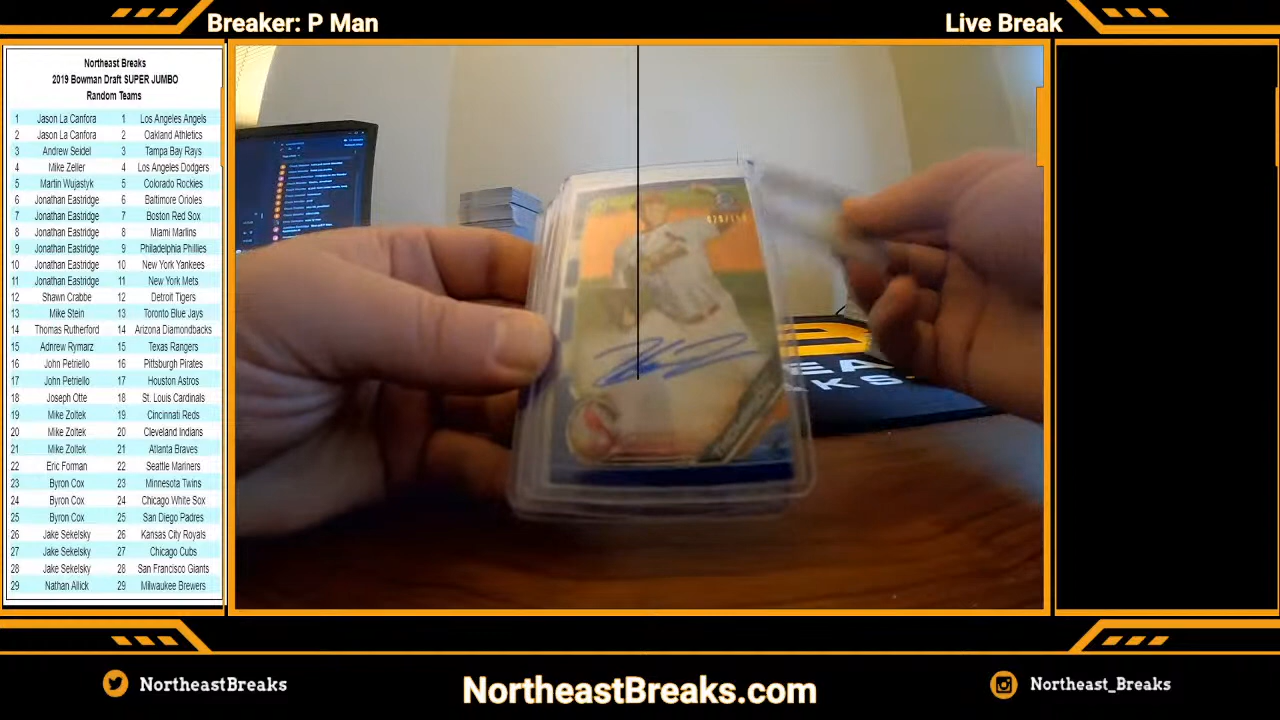 Breaker: P Man
Live Break
Northeast Breaks
2019 Bowman Draft SUPER JUMBO
Random Teams
1 Jason La Canfora 1 Los Angeles Angels
2 Jason La Canfora 2 Oakland Athletics
3 Andrew Seidel 3 Tampa Bay Rays
4 Mike Zeller 4 Los Angeles Dodgers
5 Martin Wujastyk 5 Colorado Rockies
6 Jonathan Eastridge 6 Baltimore Orioles
7 Jonathan Eastridge 7 Boston Red Sox
8 Jonathan Eastridge 8 Miami Marlins
9 Jonathan Eastridge 9 Philadelphia Phillies
10 Jonathan Eastridge 10 New York Yankees
11 Jonathan Eastridge 11 New York Mets
12 Shawn Crabbe 12 Detroit Tigers
13 Mike Stein 13 Toronto Blue Jays
14 Thomas Rutherford 14 Arizona Diamondbacks
15 Adnrew Rymarz 15 Texas Rangers
16 John Petriello 16 Pittsburgh Pirates
17 John Petriello 17 Houston Astros
18 Joseph Otte 18 St. Louis Cardinals
19 Mike Zoltek 19 Cincinnati Reds
20 Mike Zoltek 20 Cleveland Indians
21 Mike Zoltek 21 Atlanta Braves
22 Eric Forman 22 Seattle Mariners
23 Byron Cox 23 Minnesota Twins
24 Byron Cox 24 Chicago White Sox
25 Byron Cox 25 San Diego Padres
26 Jake Sekelsky 26 Kansas City Royals
27 Jake Sekelsky 27 Chicago Cubs
28 Jake Sekelsky 28 San Francisco Giants
29 Nathan Allick 29 Milwaukee Brewers
NortheastBreaks
NortheastBreaks.com
Northeast_Breaks